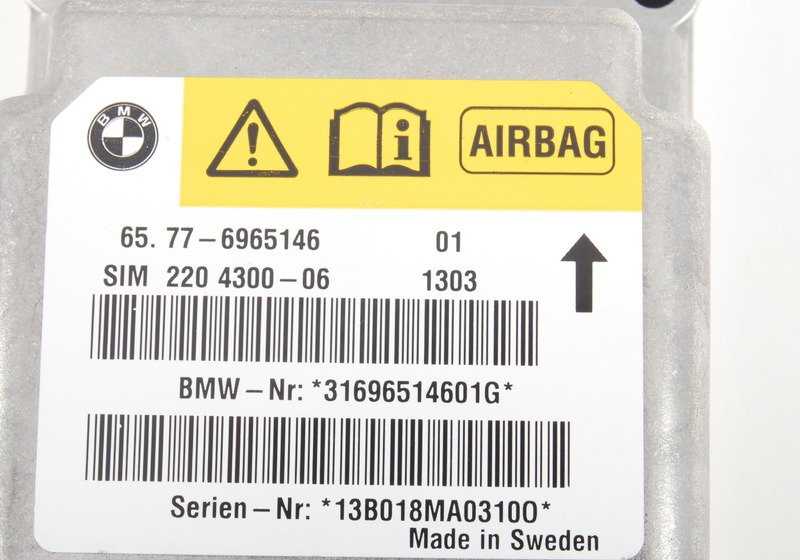 BMW
AIRBAG
65. 77-6965146 01
SIM 220 4300-06 1303
BMW-Nr: *31696514601G*
Serien-Nr: *13B018MA0310O*
Made in Sweden